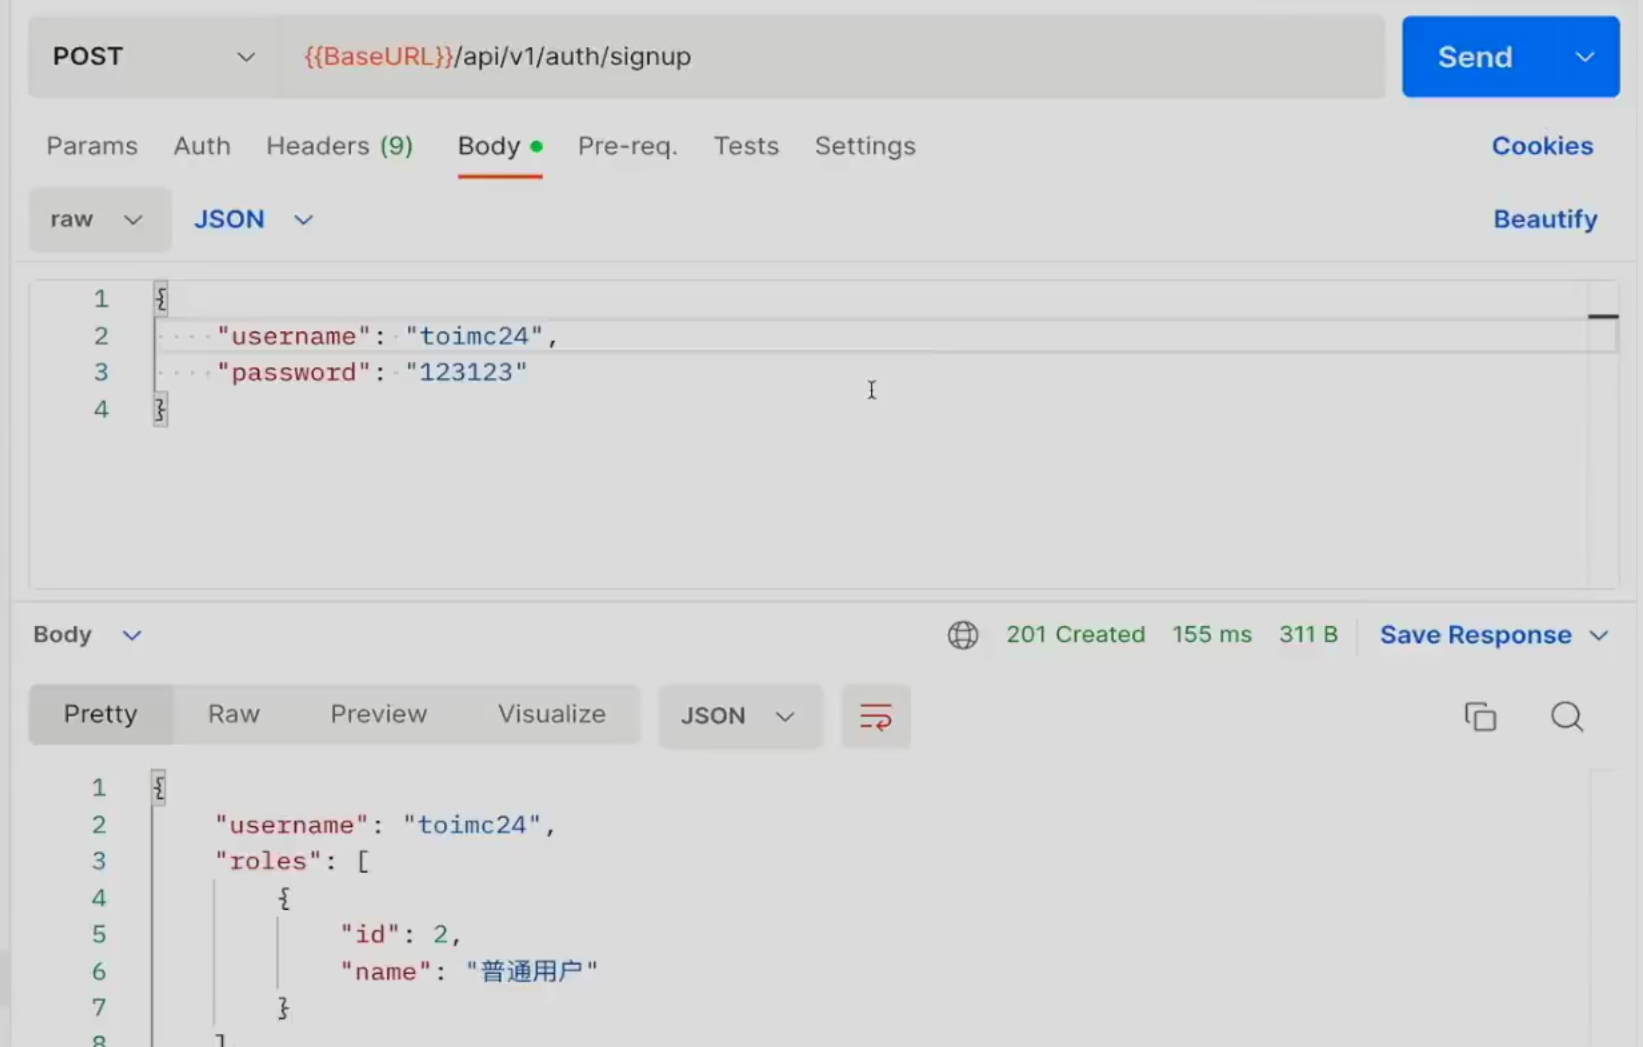 POST {{BaseURL}}/api/v1/auth/signup Send
Params Auth Headers (9) Body Pre-req. Tests Settings Cookies
raw JSON Beautify
1 {
2 "username": "toimc24",
3 "password": "123123"
4 }
Body 201 Created 155 ms 311 B Save Response
Pretty Raw Preview Visualize JSON
1 {
2 "username": "toimc24",
3 "roles": [
4 {
5 "id": 2,
6 "name": "普通用户"
7 }
8 ]